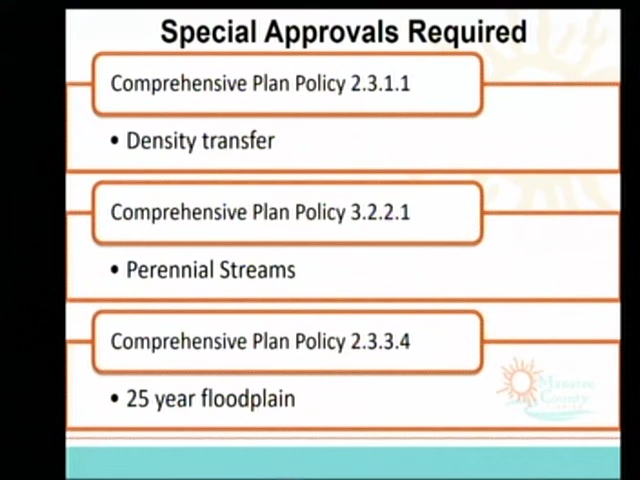 Special Approvals Required
Comprehensive Plan Policy 2.3.1.1
• Density transfer
Comprehensive Plan Policy 3.2.2.1
• Perennial Streams
Comprehensive Plan Policy 2.3.3.4
• 25 year floodplain
Manatee
County